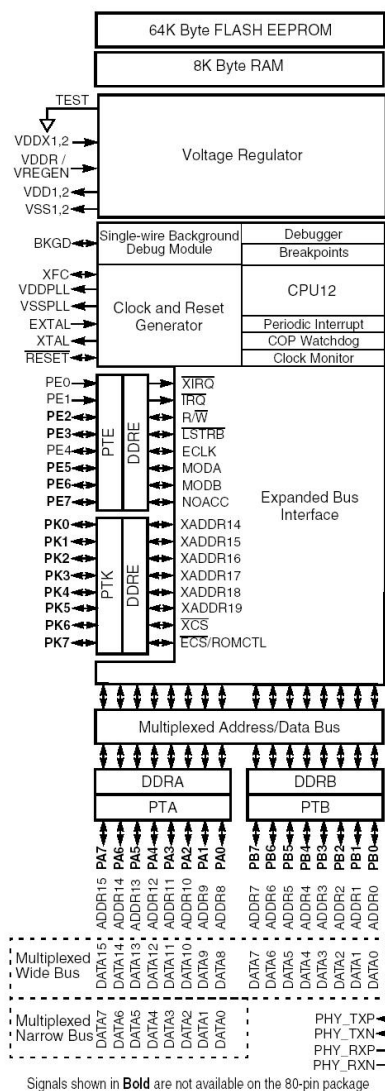 64K Byte FLASH EEPROM
8K Byte RAM
TEST
VDDX1,2
VDDR /
VREGEN
VDD1,2
VSS1,2
Voltage Regulator
BKGD
Single-wire Background
Debug Module
Debugger
Breakpoints
XFC
VDDPLL
VSSPLL
EXTAL
XTAL
RESET
Clock and Reset
Generator
CPU12
Periodic Interrupt
COP Watchdog
Clock Monitor
PE0 XIRQ
PE1 IRQ
PE2 R/W
PE3 LSTRB
PE4 ECLK
PE5 MODA
PE6 MODB
PE7 NOACC
PTE
DDRE
Expanded Bus
Interface
PK0 XADDR14
PK1 XADDR15
PK2 XADDR16
PK3 XADDR17
PK4 XADDR18
PK5 XADDR19
PK6 XCS
PK7 ECS/ROMCTL
PTK
DDRE
Multiplexed Address/Data Bus
DDRA DDRB
PTA PTB
PA7 PA6 PA5 PA4 PA3 PA2 PA1 PA0 PB7 PB6 PB5 PB4 PB3 PB2 PB1 PB0
ADDR15 ADDR14 ADDR13 ADDR12 ADDR11 ADDR10 ADDR9 ADDR8 ADDR7 ADDR6 ADDR5 ADDR4 ADDR3 ADDR2 ADDR1 ADDR0
Multiplexed
Wide Bus
DATA15 DATA14 DATA13 DATA12 DATA11 DATA10 DATA9 DATA8 DATA7 DATA6 DATA5 DATA4 DATA3 DATA2 DATA1 DATA0
Multiplexed
Narrow Bus
DATA7 DATA6 DATA5 DATA4 DATA3 DATA2 DATA1 DATA0
PHY_TXP
PHY_TXN
PHY_RXP
PHY_RXN
Signals shown in Bold are not available on the 80-pin package